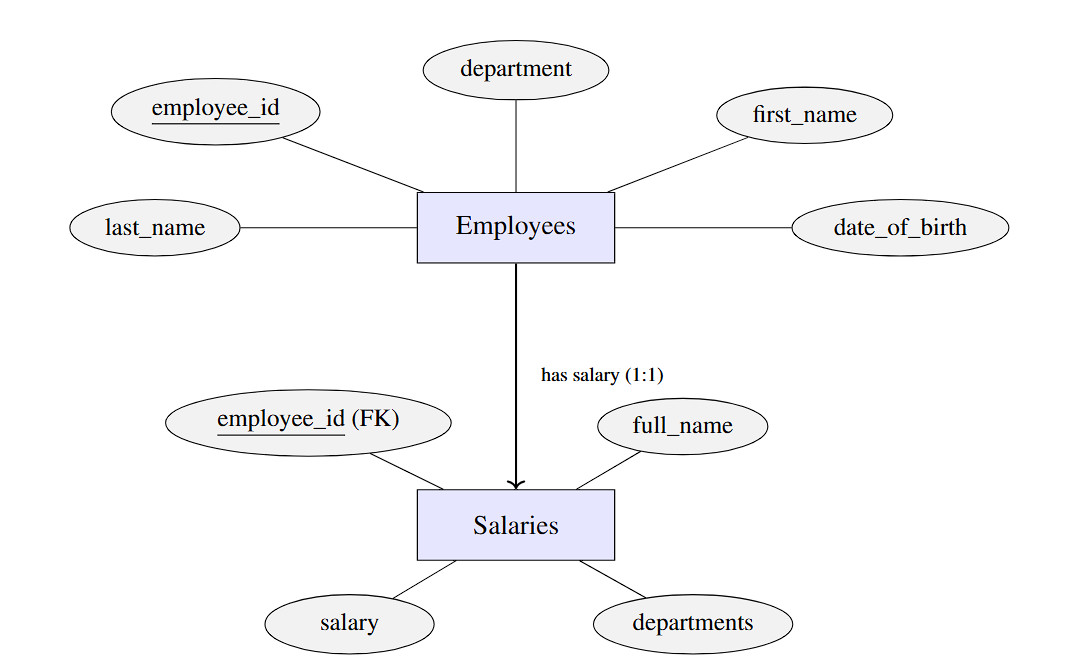 department
employee_id
first_name
last_name
Employees
date_of_birth
has salary (1:1)
employee_id (FK)
full_name
Salaries
salary
departments